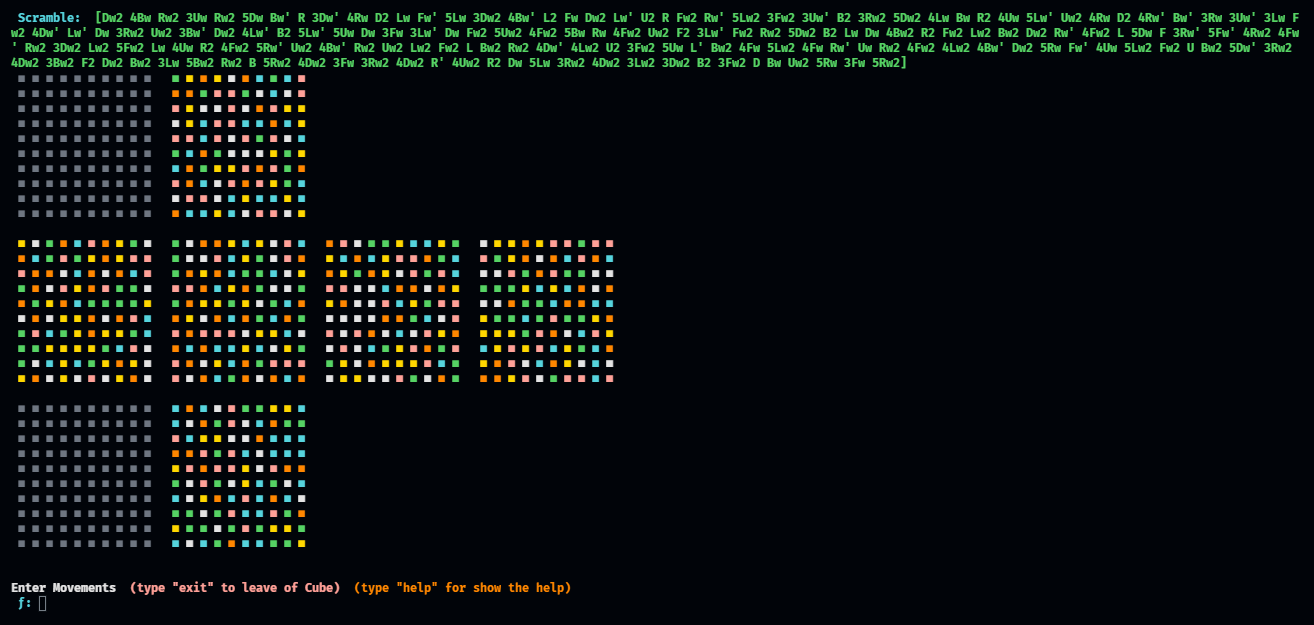 Scramble: [Dw2 4Bw Rw2 3Uw Rw2 5Dw Bw' R 3Dw' 4Rw D2 Lw Fw' 5Lw 3Dw2 4Bw' L2 Fw Dw2 Lw' U2 R Fw2 Rw' 5Lw2 3Fw2 3Uw' B2 3Rw2 5Dw2 4Lw Bw R2 4Uw 5Lw' Uw2 4Rw D2 4Rw' Bw' 3Rw 3Uw' 3Lw F
w2 4Dw' Lw' Dw 3Rw2 Uw2 3Bw' Dw2 4Lw' B2 5Lw' 5Uw Dw 3Fw 3Lw' Dw Fw2 5Uw2 4Fw2 5Bw Rw 4Fw2 Uw2 F2 3Lw' Fw2 Rw2 5Dw2 B2 Lw Dw 4Bw2 R2 Fw2 Lw2 Bw2 Dw2 Rw' 4Fw2 L 5Dw F 3Rw' 5Fw' 4Rw2 4Fw
' Rw2 3Dw2 Lw2 5Fw2 Lw 4Uw R2 4Fw2 5Rw' Uw2 4Bw' Rw2 Uw2 Lw2 Fw2 L Bw2 Rw2 4Dw' 4Lw2 U2 3Fw2 5Uw L' Bw2 4Fw 5Lw2 4Fw Rw' Uw Rw2 4Fw2 4Lw2 4Bw' Dw2 5Rw Fw' 4Uw 5Lw2 Fw2 U Bw2 5Dw' 3Rw2
4Dw2 3Bw2 F2 Dw2 Bw2 3Lw 5Bw2 Rw2 B 5Rw2 4Dw2 3Fw 3Rw2 4Dw2 R' 4Uw2 R2 Dw 5Lw 3Rw2 4Dw2 3Lw2 3Dw2 B2 3Fw2 D Bw Uw2 5Rw 3Fw 5Rw2]
Enter Movements (type "exit" to leave of Cube) (type "help" for show the help)
ƒ: